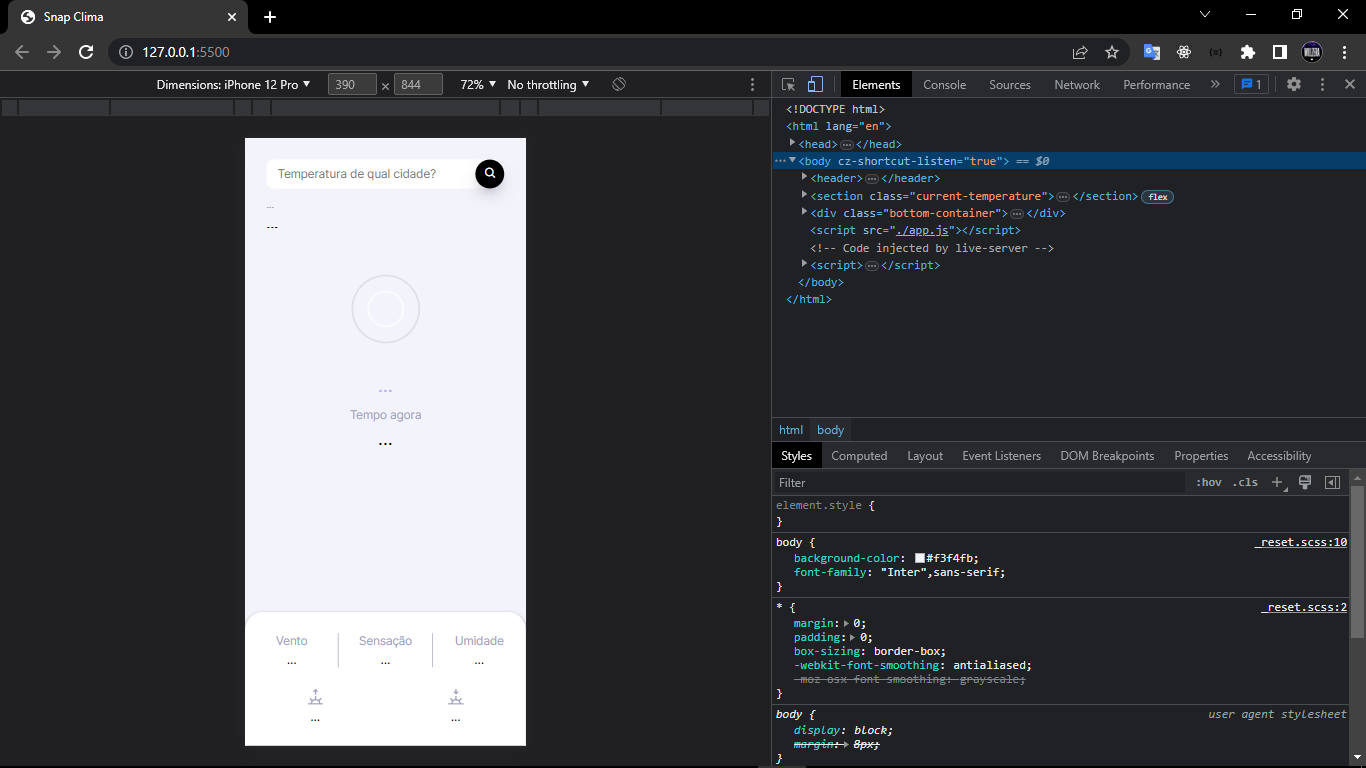 Snap Clima
127.0.0.1:5500
Dimensions: iPhone 12 Pro 390 × 844 72% No throttling
Elements Console Sources Network Performance 1
Temperatura de qual cidade?
...
...
...
Tempo agora
...
Vento Sensação Umidade
... ... ...
... ...
<!DOCTYPE html>
<html lang="en">
<head> ... </head>
... <body cz-shortcut-listen="true"> == $0
<header> ... </header>
<section class="current-temperature"> ... </section> flex
<div class="bottom-container"> ... </div>
<script src="./app.js"></script>
<!-- Code injected by live-server -->
<script> ... </script>
</body>
</html>
html body
Styles Computed Layout Event Listeners DOM Breakpoints Properties Accessibility
Filter :hov .cls
element.style {
}
body { _reset.scss:10
background-color: #f3f4fb;
font-family: "Inter",sans-serif;
}
* { _reset.scss:2
margin: 0;
padding: 0;
box-sizing: border-box;
-webkit-font-smoothing: antialiased;
-moz-osx-font-smoothing: grayscale;
}
body { user agent stylesheet
display: block;
margin: 8px;
}